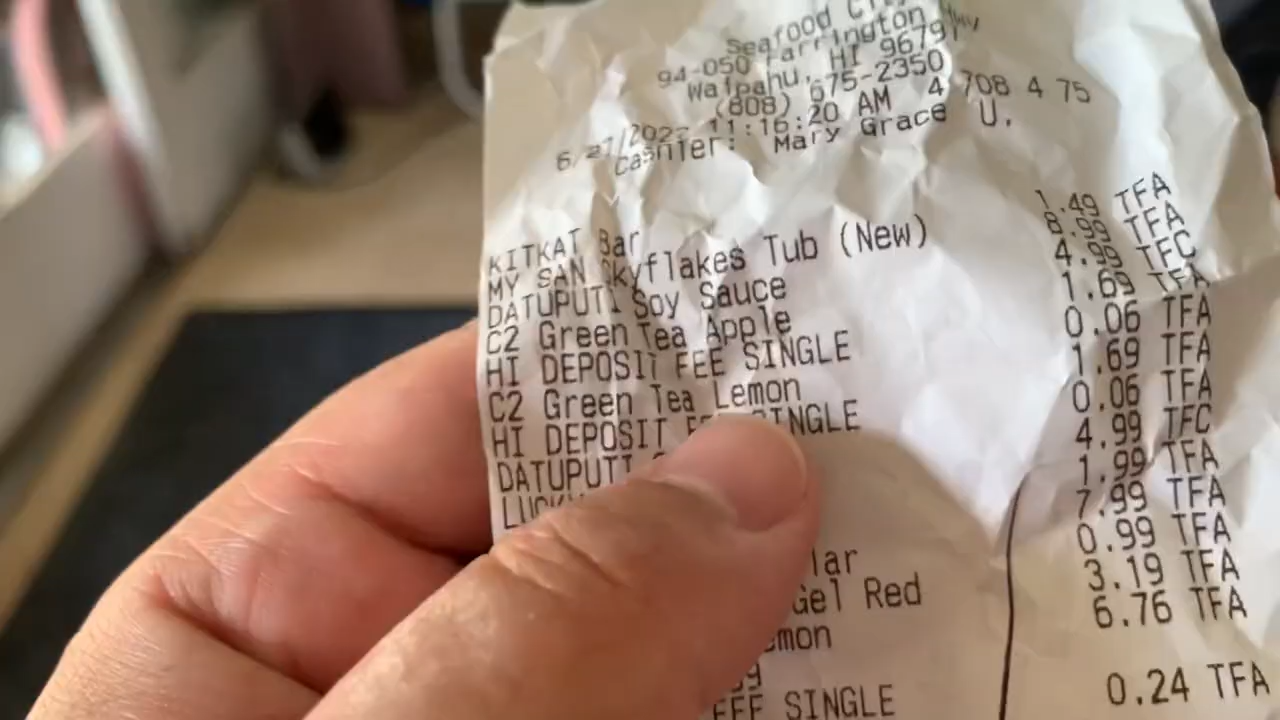 Seafood
94-050 Farrington Hwy
Waipahu, HI 96797
(808) 675-2350
11:16:20 AM 4 708 4 75
Cashier: Mary Grace U.
KITKAT Bar 1.49 TFA
MY SAN Skyflakes Tub (New) 8.99 TFA
DATUPUTI Soy Sauce 4.99 TFC
C2 Green Tea Apple 1.69 TFA
HI DEPOSIT FEE SINGLE 0.06 TFA
C2 Green Tea Lemon 1.69 TFA
HI DEPOSIT SINGLE 0.06 TFA
DATUPUTI 4.99 TFC
LUCKY 1.99 TFA
7.99 TFA
lar 0.99 TFA
Gel Red 3.19 TFA
emon 6.76 TFA
FEE SINGLE 0.24 TFA